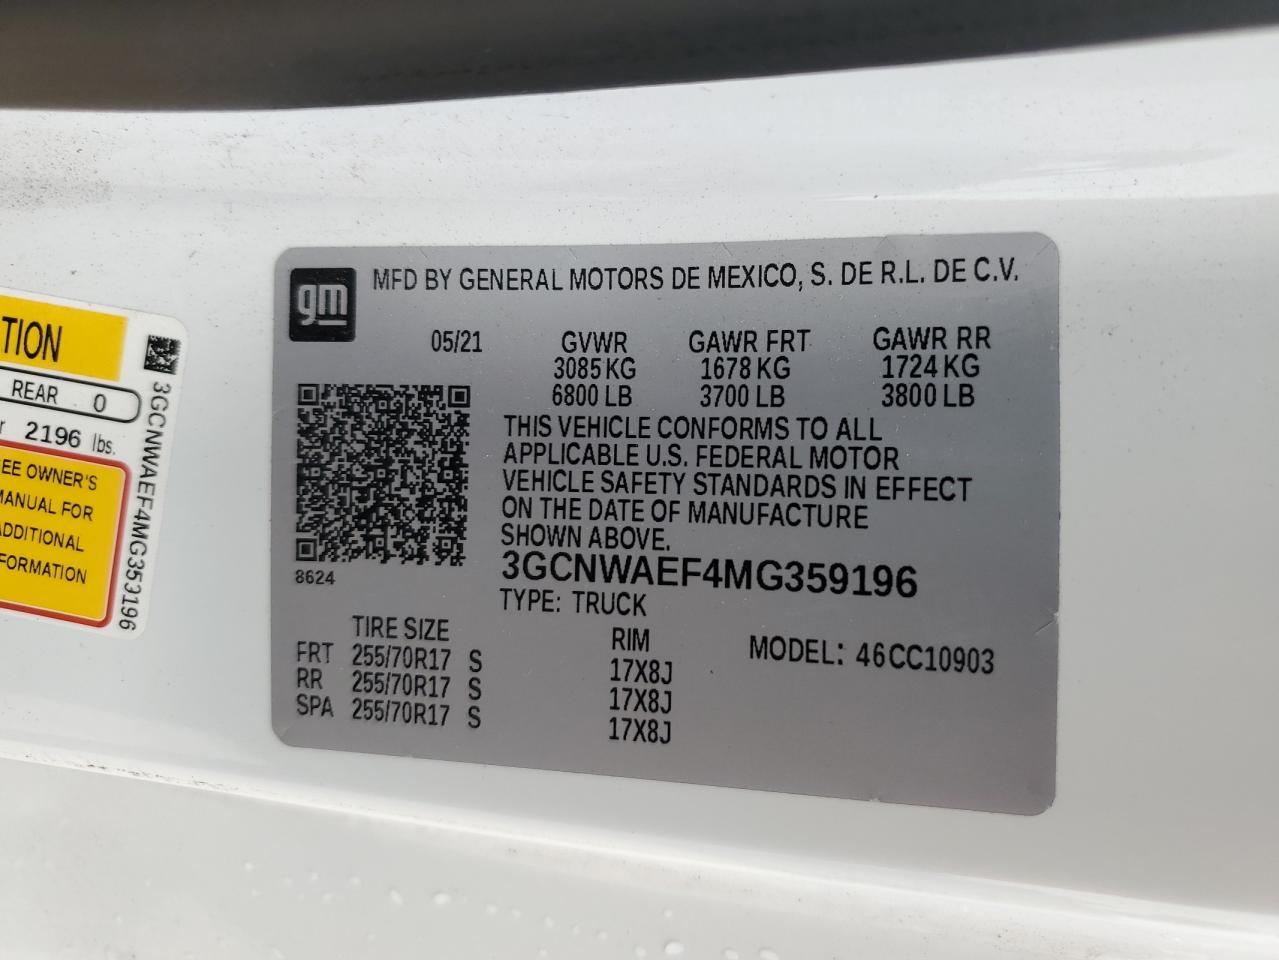 TION
REAR 0
r 2196 lbs.
EE OWNER'S
MANUAL FOR
ADDITIONAL
FORMATION
3GCNWAEF4MG359196
gm
MFD BY GENERAL MOTORS DE MEXICO, S. DE R.L. DE C.V.
05/21 GVWR GAWR FRT GAWR RR
3085 KG 1678 KG 1724 KG
6800 LB 3700 LB 3800 LB
THIS VEHICLE CONFORMS TO ALL
APPLICABLE U.S. FEDERAL MOTOR
VEHICLE SAFETY STANDARDS IN EFFECT
ON THE DATE OF MANUFACTURE
SHOWN ABOVE.
8624
3GCNWAEF4MG359196
TYPE: TRUCK
TIRE SIZE RIM MODEL: 46CC10903
FRT 255/70R17 S 17X8J
RR 255/70R17 S 17X8J
SPA 255/70R17 S 17X8J